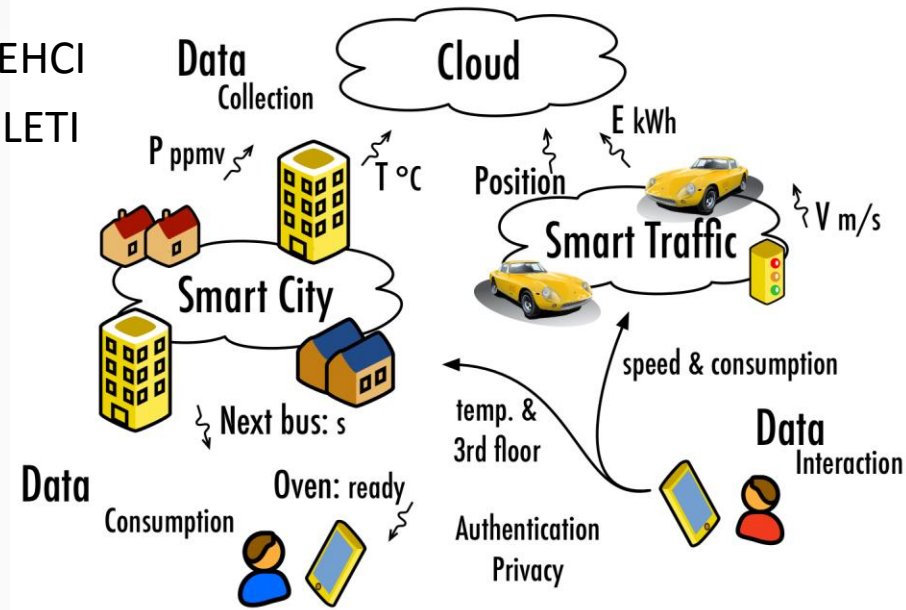 EHCI
LETI
Data
Collection
Cloud
P ppmv
T °C
Position
E kWh
V m/s
Smart City
Smart Traffic
speed & consumption
temp. &
3rd floor
Next bus: s
Data
Interaction
Data
Consumption
Oven: ready
Authentication
Privacy